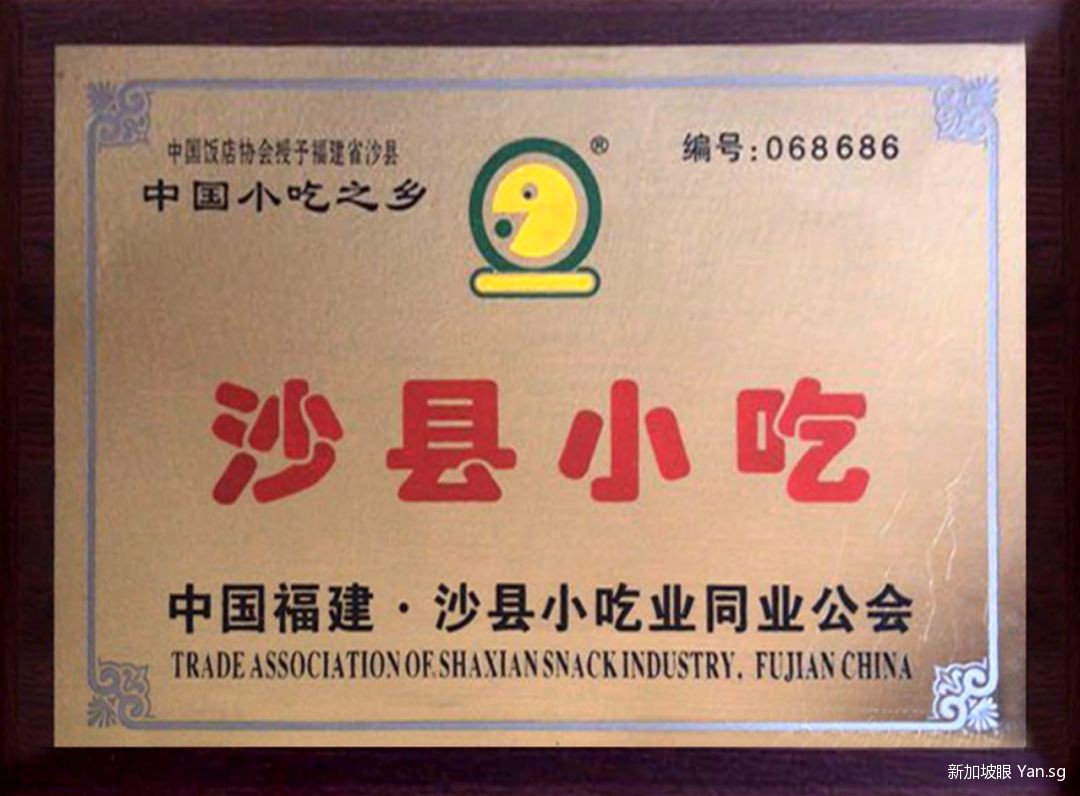 中国饭店协会授予福建省沙县
中国小吃之乡
®
编号:068686
沙县小吃
中国福建·沙县小吃业同业公会
TRADE ASSOCIATION OF SHAXIAN SNACK INDUSTRY, FUJIAN CHINA
新加坡眼 Yan.sg